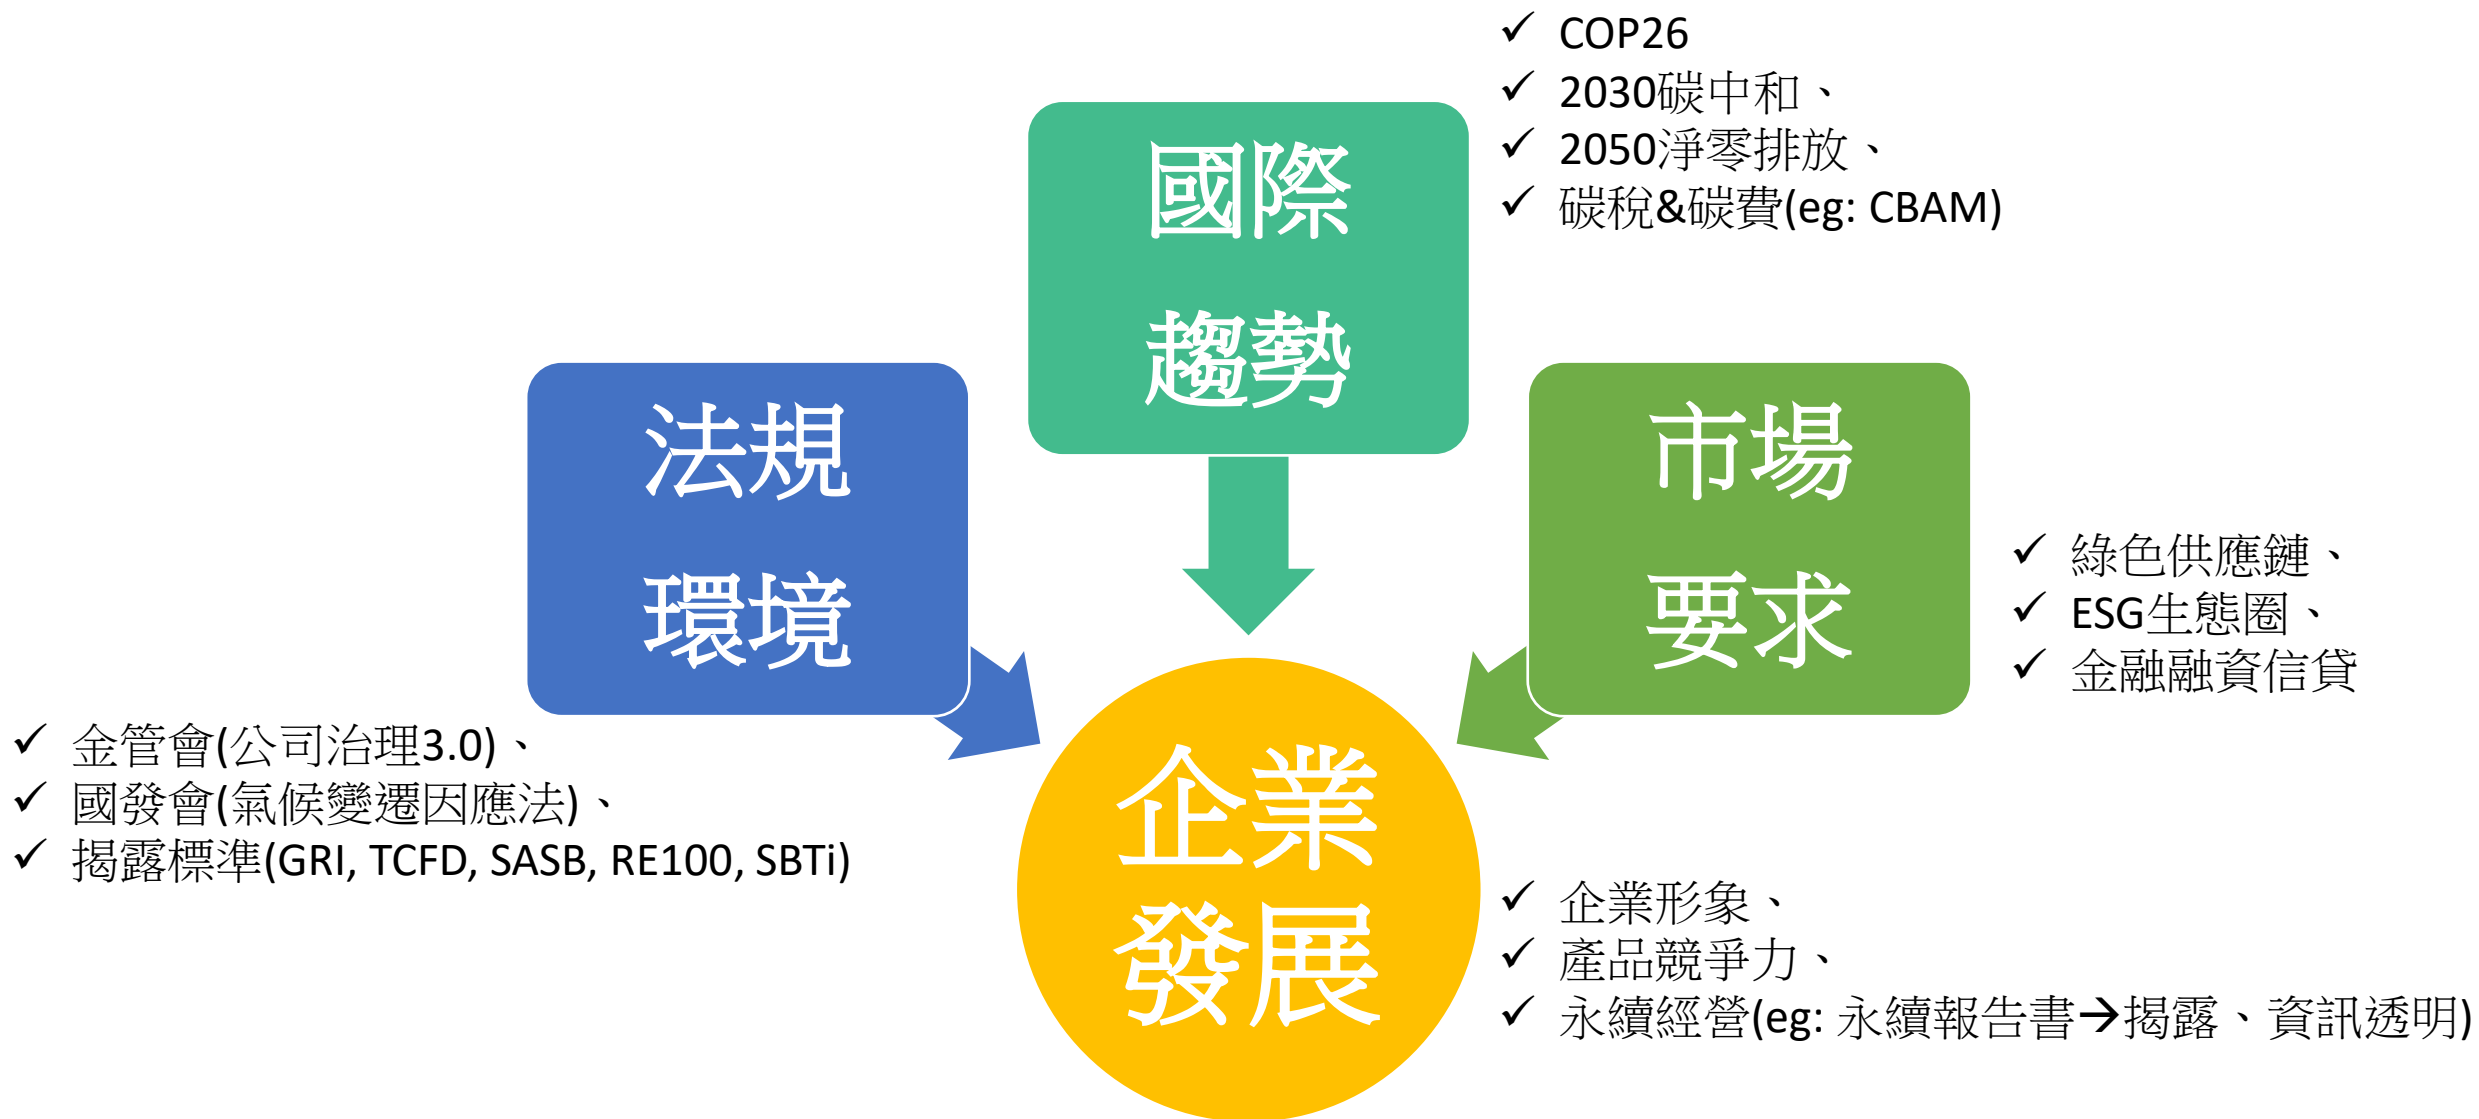 ✓ COP26
✓ 2030碳中和、
✓ 2050淨零排放、
✓ 碳稅&碳費(eg: CBAM)
國際
趨勢
法規
環境
市場
要求
✓ 綠色供應鏈、
✓ ESG生態圈、
✓ 金融融資信貸
✓ 金管會(公司治理3.0)、
✓ 國發會(氣候變遷因應法)、
✓ 揭露標準(GRI, TCFD, SASB, RE100, SBTi)
企業
發展
✓ 企業形象、
✓ 產品競爭力、
✓ 永續經營(eg: 永續報告書→揭露、資訊透明)